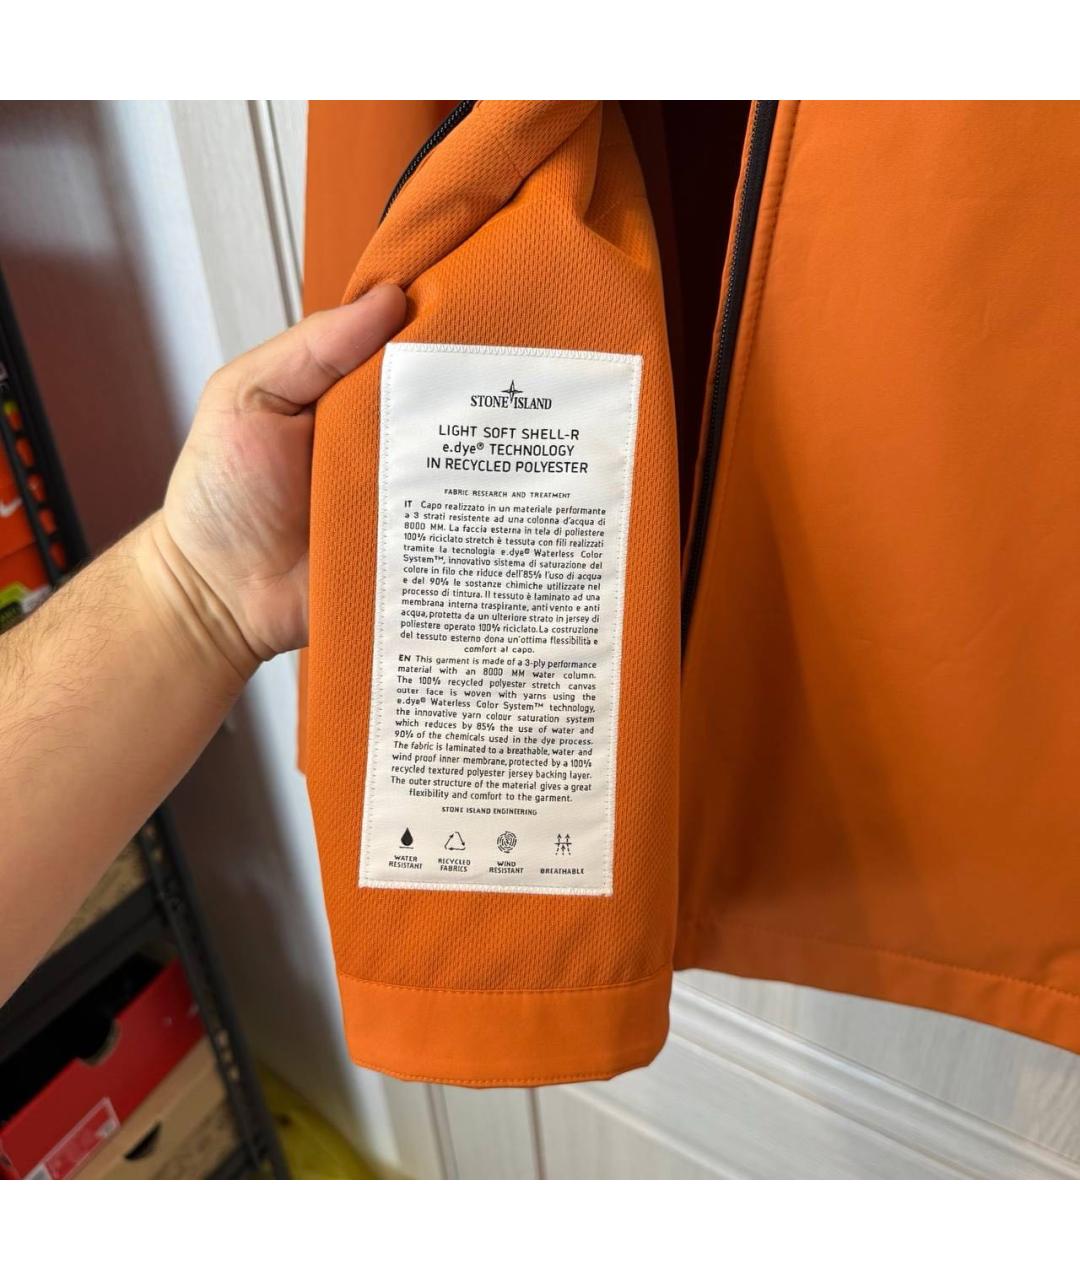 STONE ISLAND
LIGHT SOFT SHELL-R
e.dye® TECHNOLOGY
IN RECYCLED POLYESTER
FABRIC RESEARCH AND TREATMENT
IT Capo realizzato in un materiale performante
a 3 strati resistente ad una colonna d'acqua di
8000 MM. La faccia esterna in tela di poliestere
100% riciclato stretch è tessuta con fili realizzati
tramite la tecnologia e.dye® Waterless Color
System™, innovativo sistema di saturazione del
colore in filo che riduce dell'85% l'uso di acqua
e del 90% le sostanze chimiche utilizzate nel
processo di tintura. Il tessuto è laminato ad una
membrana interna traspirante, antivento e anti
acqua, protetta da un ulteriore strato in jersey di
poliestere operato 100% riciclato. La costruzione
del tessuto esterno dona un'ottima flessibilità e
comfort al capo.
EN This garment is made of a 3-ply performance
material with an 8000 MM water column.
The 100% recycled polyester stretch canvas
outer face is woven with yarns using the
e.dye® Waterless Color System™ technology,
the innovative yarn colour saturation system
which reduces by 85% the use of water and
90% of the chemicals used in the dye process.
The fabric is laminated to a breathable, water and
wind proof inner membrane, protected by a 100%
recycled textured polyester jersey backing layer.
The outer structure of the material gives a great
flexibility and comfort to the garment.
STONE ISLAND ENGINEERING
WATER RESISTANT
RECYCLED FABRICS
WIND RESISTANT
BREATHABLE